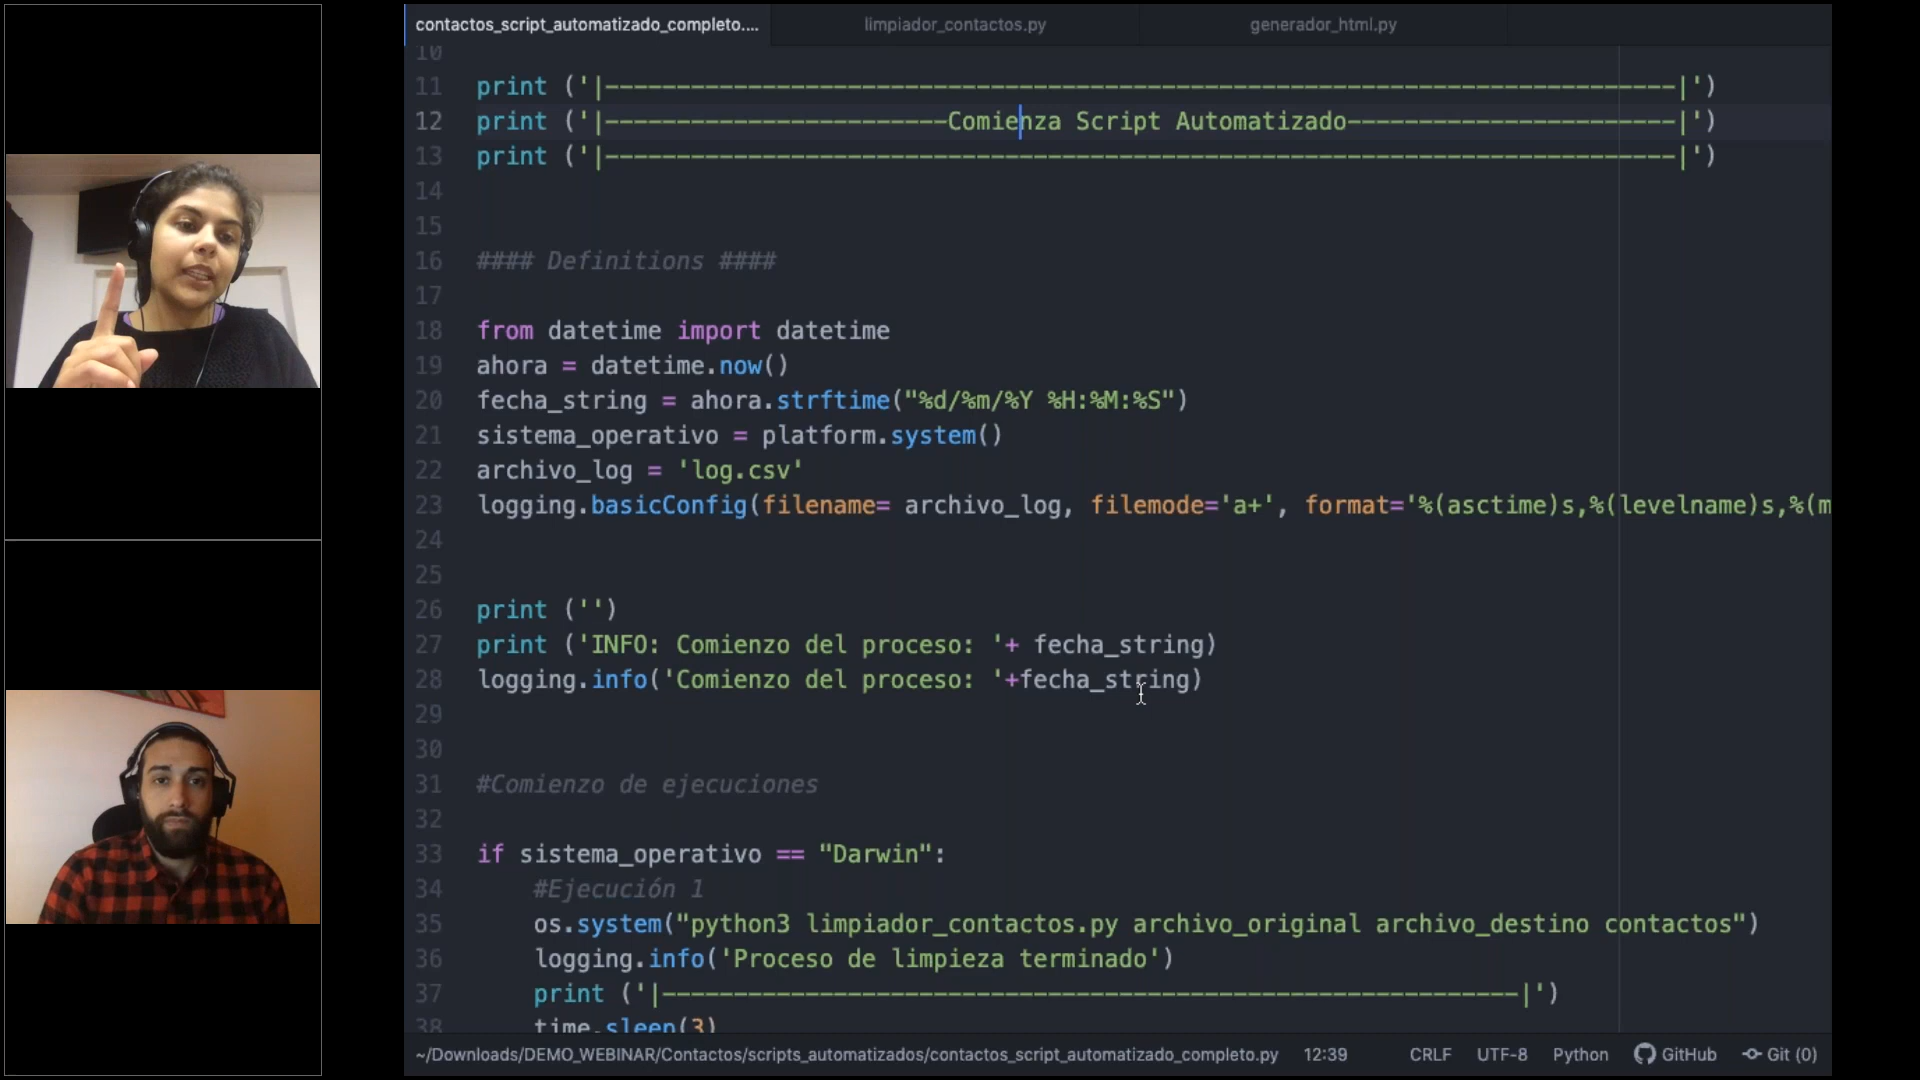 contactos_script_automatizado_completo....
limpiador_contactos.py
generador_html.py
10
11 print ('|---------------------------------------------------------------------------|')
12 print ('|------------------------Comienza Script Automatizado-----------------------|')
13 print ('|---------------------------------------------------------------------------|')
14
15
16 #### Definitions ####
17
18 from datetime import datetime
19 ahora = datetime.now()
20 fecha_string = ahora.strftime("%d/%m/%Y %H:%M:%S")
21 sistema_operativo = platform.system()
22 archivo_log = 'log.csv'
23 logging.basicConfig(filename= archivo_log, filemode='a+', format='%(asctime)s,%(levelname)s,%(m
24
25
26 print ('')
27 print ('INFO: Comienzo del proceso: '+ fecha_string)
28 logging.info('Comienzo del proceso: '+fecha_string)
29
30
31 #Comienzo de ejecuciones
32
33 if sistema_operativo == "Darwin":
34 #Ejecución 1
35 os.system("python3 limpiador_contactos.py archivo_original archivo_destino contactos")
36 logging.info('Proceso de limpieza terminado')
37 print ('|------------------------------------------------------------|')
38 time.sleep(3)
~/Downloads/DEMO_WEBINAR/Contactos/scripts_automatizados/contactos_script_automatizado_completo.py 12:39 CRLF UTF-8 Python GitHub Git (0)